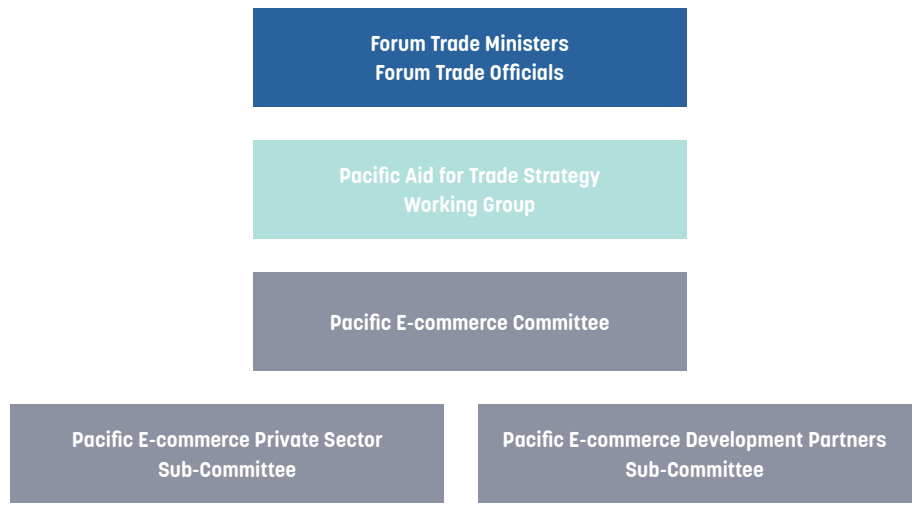 Forum Trade Ministers
Forum Trade Officials
Pacific Aid for Trade Strategy
Working Group
Pacific E-commerce Committee
Pacific E-commerce Private Sector
Sub-Committee
Pacific E-commerce Development Partners
Sub-Committee